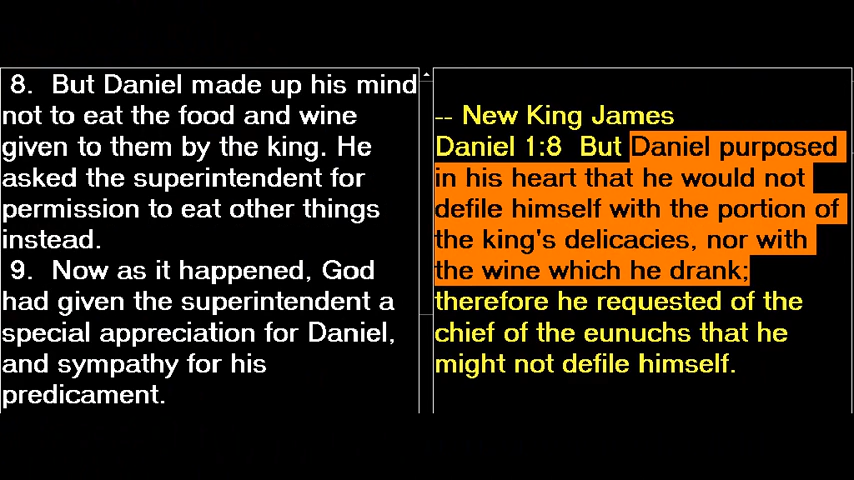 8. But Daniel made up his mind
not to eat the food and wine
given to them by the king. He
asked the superintendent for
permission to eat other things
instead.
9. Now as it happened, God
had given the superintendent a
special appreciation for Daniel,
and sympathy for his
predicament.
-- New King James
Daniel 1:8 But Daniel purposed
in his heart that he would not
defile himself with the portion of
the king's delicacies, nor with
the wine which he drank;
therefore he requested of the
chief of the eunuchs that he
might not defile himself.